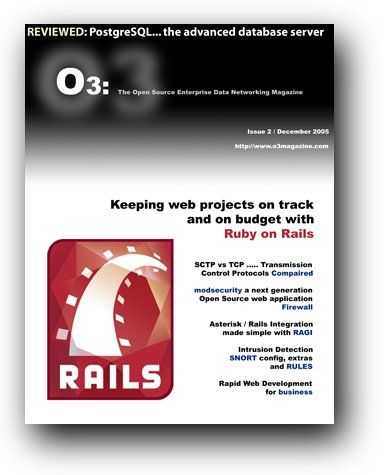 REVIEWED: PostgreSQL... the advanced database server
O3:
The Open Source Enterprise Data Networking Magazine
Issue 2 / December 2005
http://www.o3magazine.com
Keeping web projects on track
and on budget with
Ruby on Rails
SCTP vs TCP ..... Transmission
Control Protocols Compaired
modsecurity a next generation
Open Source web application
Firewall
Asterisk / Rails Integration
made simple with RAGI
Intrusion Detection
SNORT config, extras
and RULES
Rapid Web Development
for business
RAILS